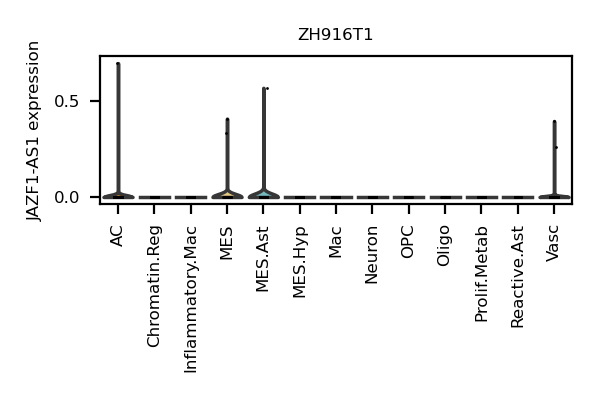 ZH916T1
JAZF1-AS1 expression
0.5
0.0
AC
Chromatin.Reg
Inflammatory.Mac
MES
MES.Ast
MES.Hyp
Mac
Neuron
OPC
Oligo
Prolif.Metab
Reactive.Ast
Vasc